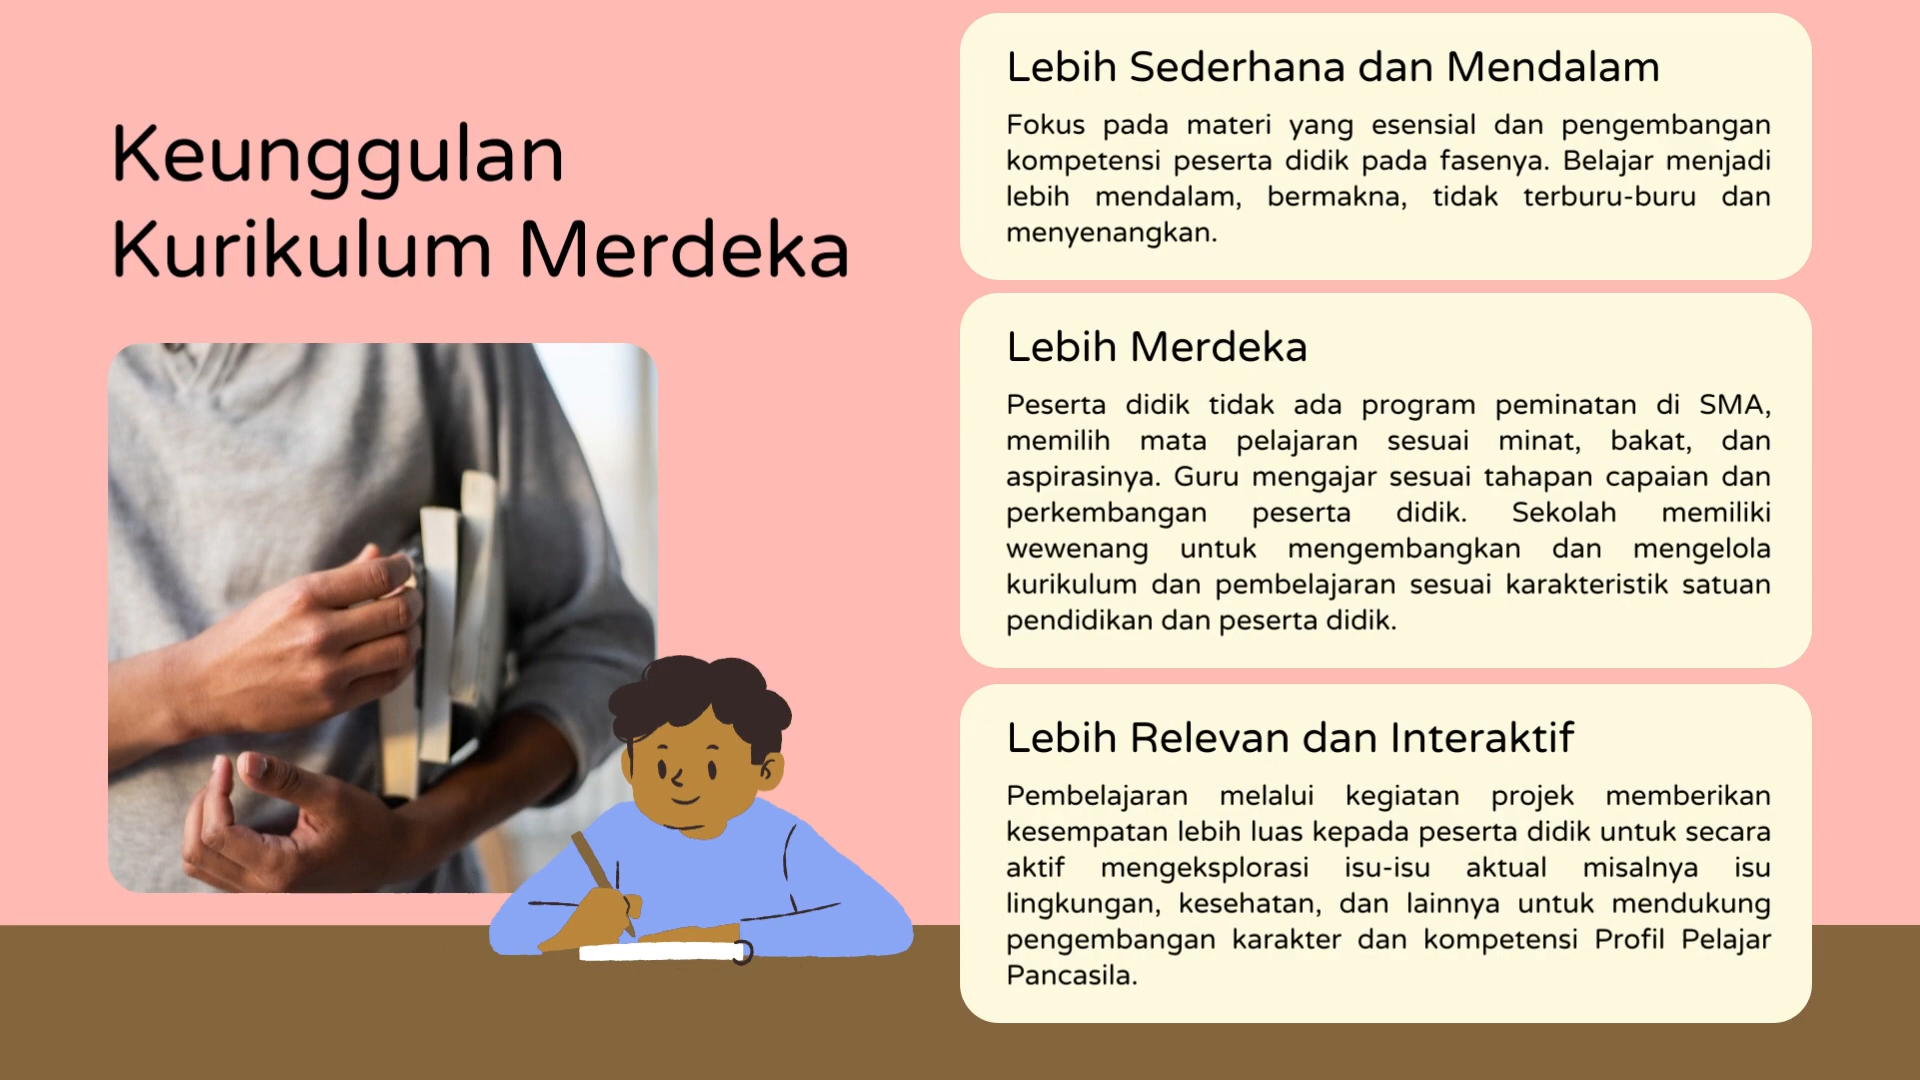 Keunggulan
Kurikulum Merdeka
Lebih Sederhana dan Mendalam
Fokus pada materi yang esensial dan pengembangan
kompetensi peserta didik pada fasenya. Belajar menjadi
lebih mendalam, bermakna, tidak terburu-buru dan
menyenangkan.
Lebih Merdeka
Peserta didik tidak ada program peminatan di SMA,
memilih mata pelajaran sesuai minat, bakat, dan
aspirasinya. Guru mengajar sesuai tahapan capaian dan
perkembangan peserta didik. Sekolah memiliki
wewenang untuk mengembangkan dan mengelola
kurikulum dan pembelajaran sesuai karakteristik satuan
pendidikan dan peserta didik.
Lebih Relevan dan Interaktif
Pembelajaran melalui kegiatan projek memberikan
kesempatan lebih luas kepada peserta didik untuk secara
aktif mengeksplorasi isu-isu aktual misalnya isu
lingkungan, kesehatan, dan lainnya untuk mendukung
pengembangan karakter dan kompetensi Profil Pelajar
Pancasila.